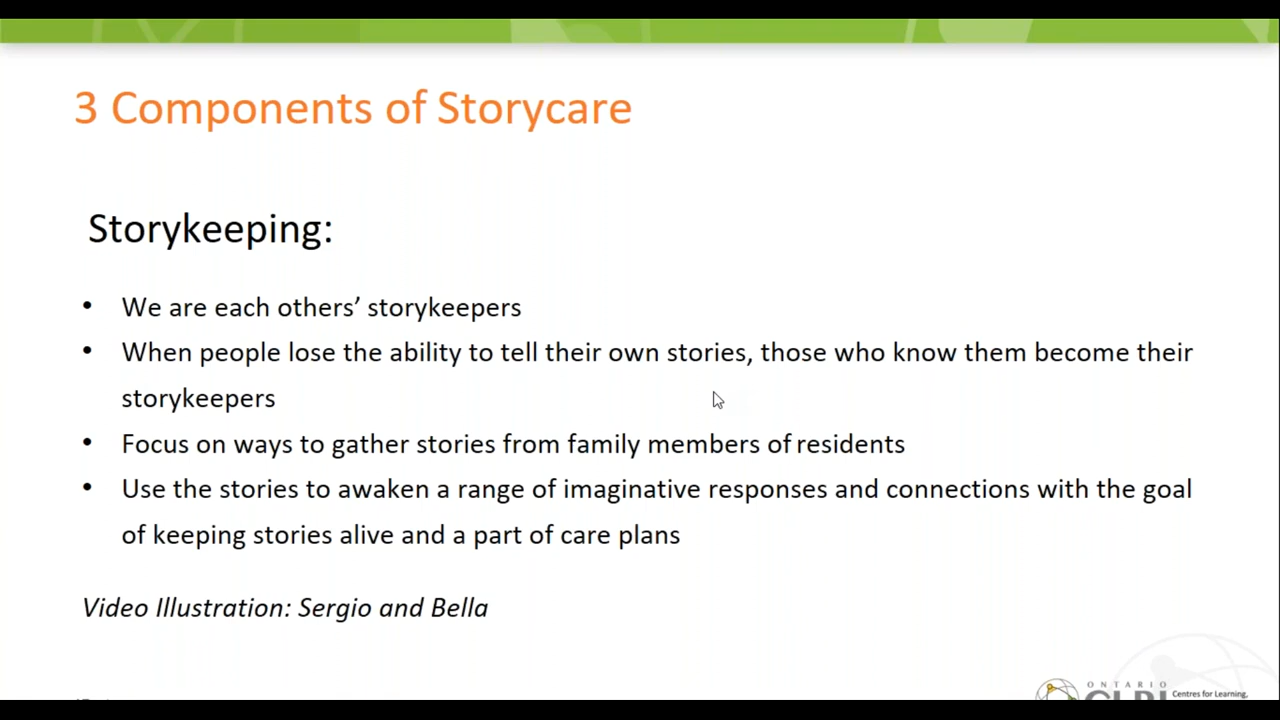 3 Components of Storycare
Storykeeping:
• We are each others’ storykeepers
• When people lose the ability to tell their own stories, those who know them become their
storykeepers
• Focus on ways to gather stories from family members of residents
• Use the stories to awaken a range of imaginative responses and connections with the goal
of keeping stories alive and a part of care plans
Video Illustration: Sergio and Bella
ONTARIO
Centres for Learning,